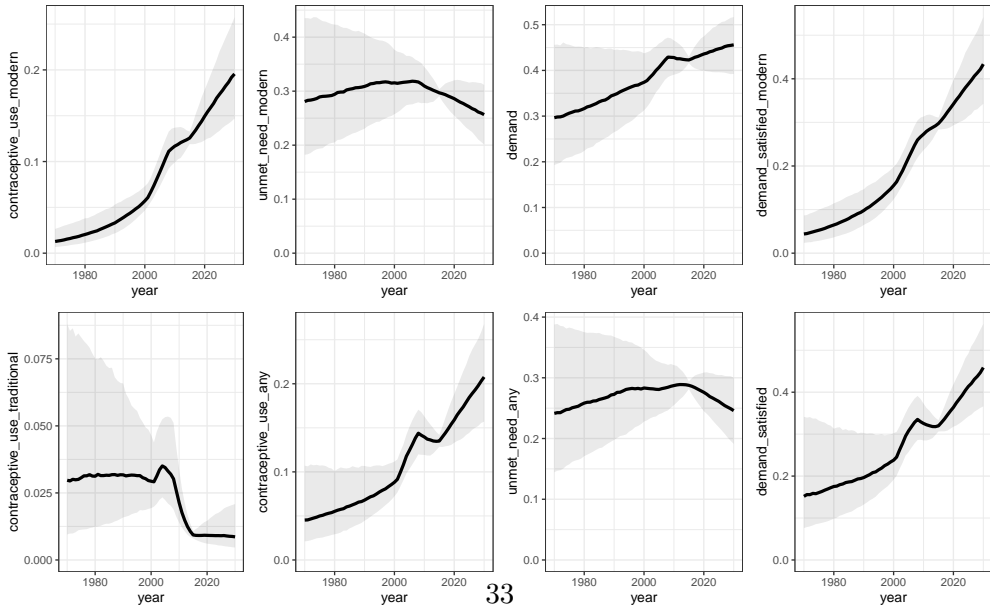 contraceptive_use_modern
0.2
0.1
0.0
1980 2000 2020
year
unmet_need_modern
0.4
0.3
0.2
0.1
0.0
1980 2000 2020
year
demand
0.5
0.4
0.3
0.2
0.1
0.0
1980 2000 2020
year
demand_satisfied_modern
0.4
0.2
0.0
1980 2000 2020
year
contraceptive_use_traditional
0.075
0.050
0.025
0.000
1980 2000 2020
year
contraceptive_use_any
0.2
0.1
0.0
1980 2000 2020
year
unmet_need_any
0.4
0.3
0.2
0.1
0.0
1980 2000 2020
year
demand_satisfied
0.4
0.2
0.0
1980 2000 2020
year
33